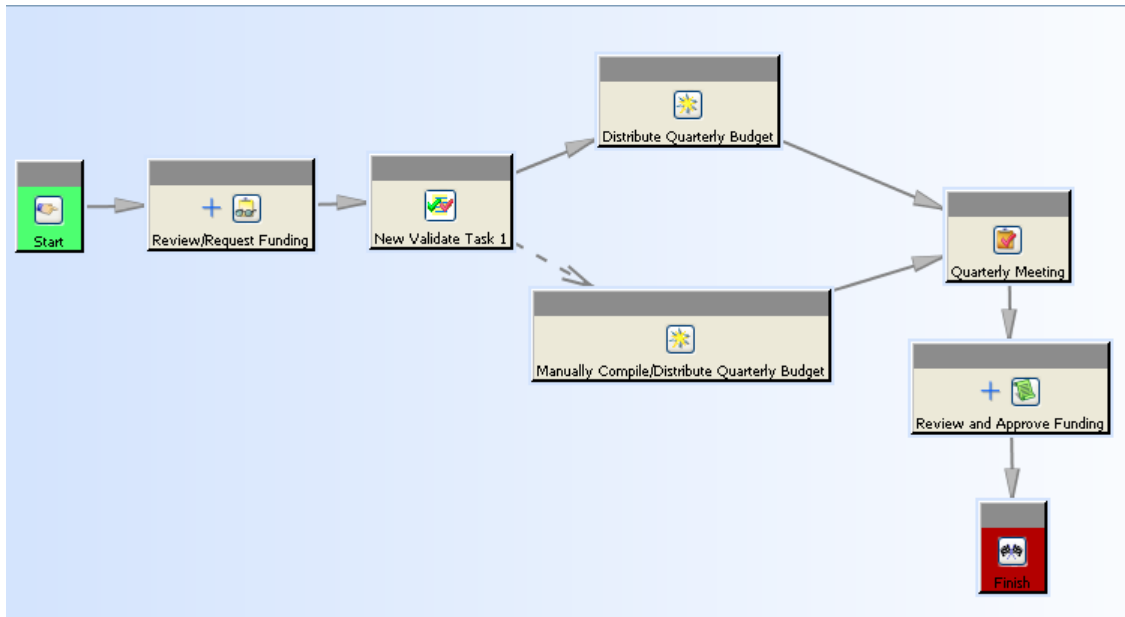 Distribute Quarterly Budget
Start
Review/Request Funding
New Validate Task 1
Quarterly Meeting
Manually Compile/Distribute Quarterly Budget
Review and Approve Funding
Finish